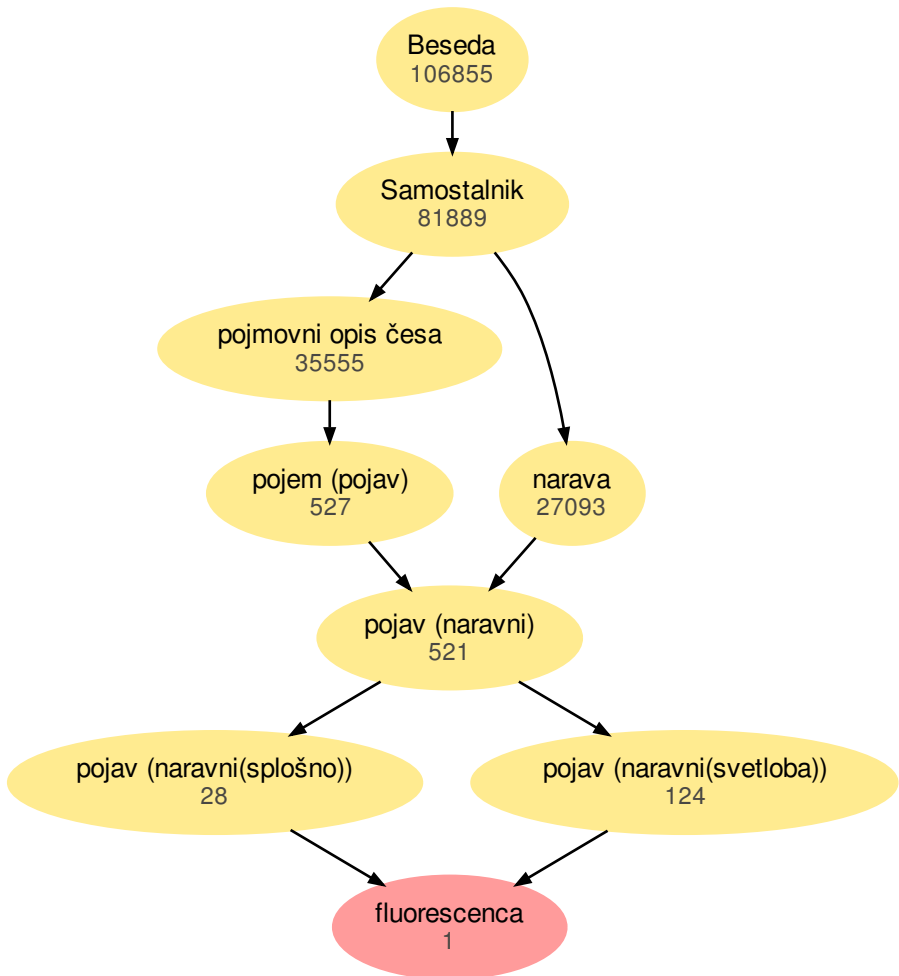 Beseda
106855
Samostalnik
81889
pojmovni opis česa
35555
pojem (pojav)
527
narava
27093
pojav (naravni)
521
pojav (naravni(splošno))
28
pojav (naravni(svetloba))
124
fluorescenca
1